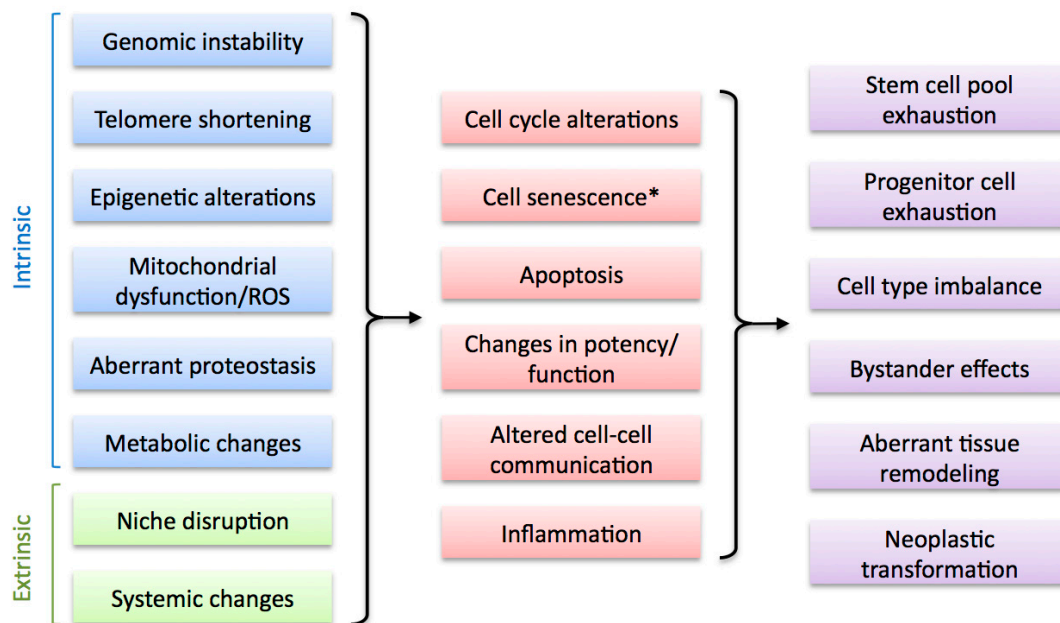 Intrinsic
Genomic instability
Telomere shortening
Epigenetic alterations
Mitochondrial
dysfunction/ROS
Aberrant proteostasis
Metabolic changes
Extrinsic
Niche disruption
Systemic changes
Cell cycle alterations
Cell senescence*
Apoptosis
Changes in potency/
function
Altered cell-cell
communication
Inflammation
Stem cell pool
exhaustion
Progenitor cell
exhaustion
Cell type imbalance
Bystander effects
Aberrant tissue
remodeling
Neoplastic
transformation